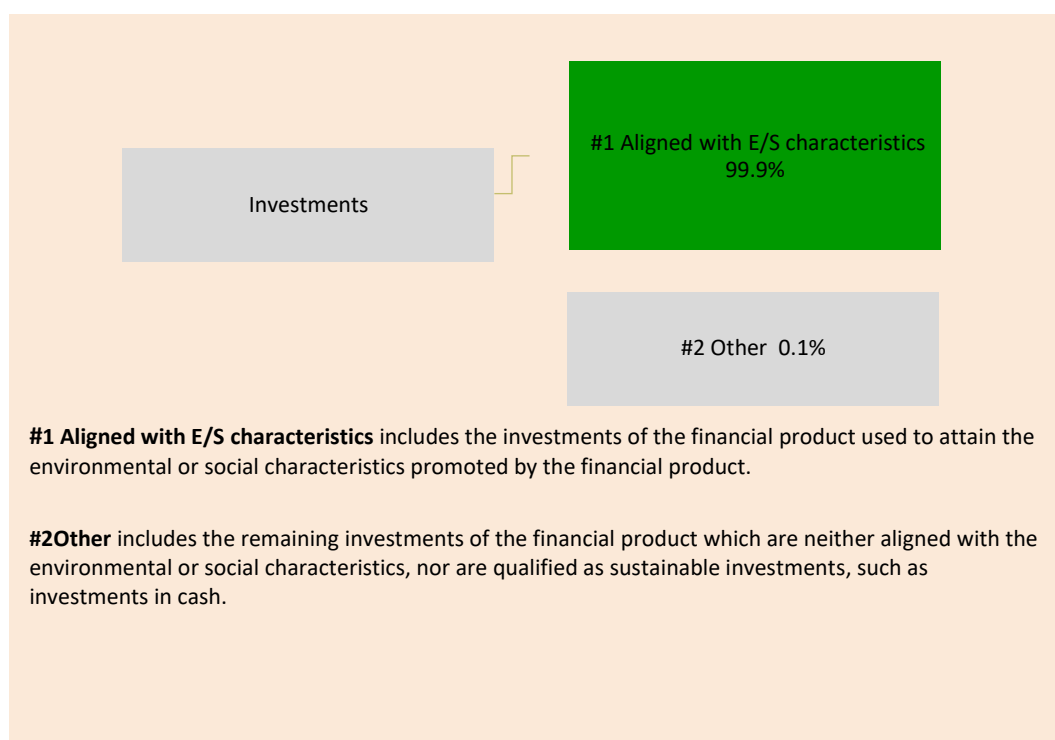 #1 Aligned with E/S characteristics
99.9%
Investments
#2 Other  0.1%
#1 Aligned with E/S characteristics includes the investments of the financial product used to attain the
environmental or social characteristics promoted by the financial product.
#2Other includes the remaining investments of the financial product which are neither aligned with the
environmental or social characteristics, nor are qualified as sustainable investments, such as
investments in cash.